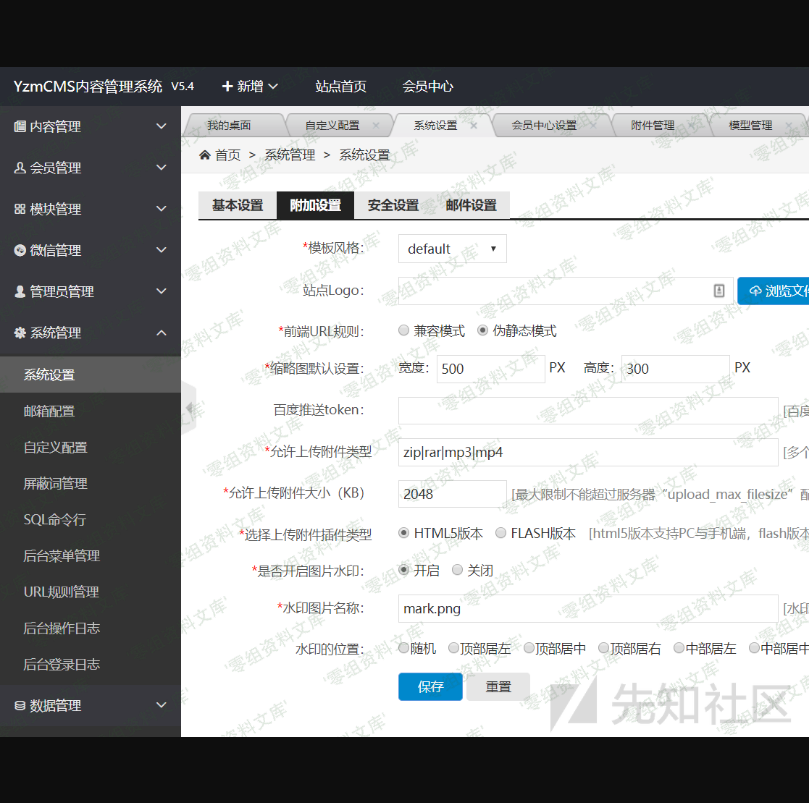 YzmCMS内容管理系统 V5.4 新增 站点首页 会员中心
内容管理
会员管理
模块管理
微信管理
管理员管理
系统管理
系统设置
邮箱配置
自定义配置
屏蔽词管理
SQL命令行
后台菜单管理
URL规则管理
后台操作日志
后台登录日志
数据管理
我的桌面 自定义配置 系统设置 会员中心设置 附件管理 模型管理
首页 > 系统管理 > 系统设置
基本设置 附加设置 安全设置 邮件设置
*模板风格： default
站点Logo： 浏览文件
*前端URL规则： 兼容模式 伪静态模式
*缩略图默认设置： 宽度： 500 PX 高度： 300 PX
百度推送token： [百度
*允许上传附件类型 zip|rar|mp3|mp4 [多个
*允许上传附件大小（KB） 2048 [最大限制不能超过服务器“upload_max_filesize”配
*选择上传附件插件类型 HTML5版本 FLASH版本 [html5版本支持PC与手机端，flash版本
*是否开启图片水印： 开启 关闭
*水印图片名称： mark.png [水印
水印的位置： 随机 顶部居左 顶部居中 顶部居右 中部居左 中部居中
保存 重置
先知社区
'零组资料文库'